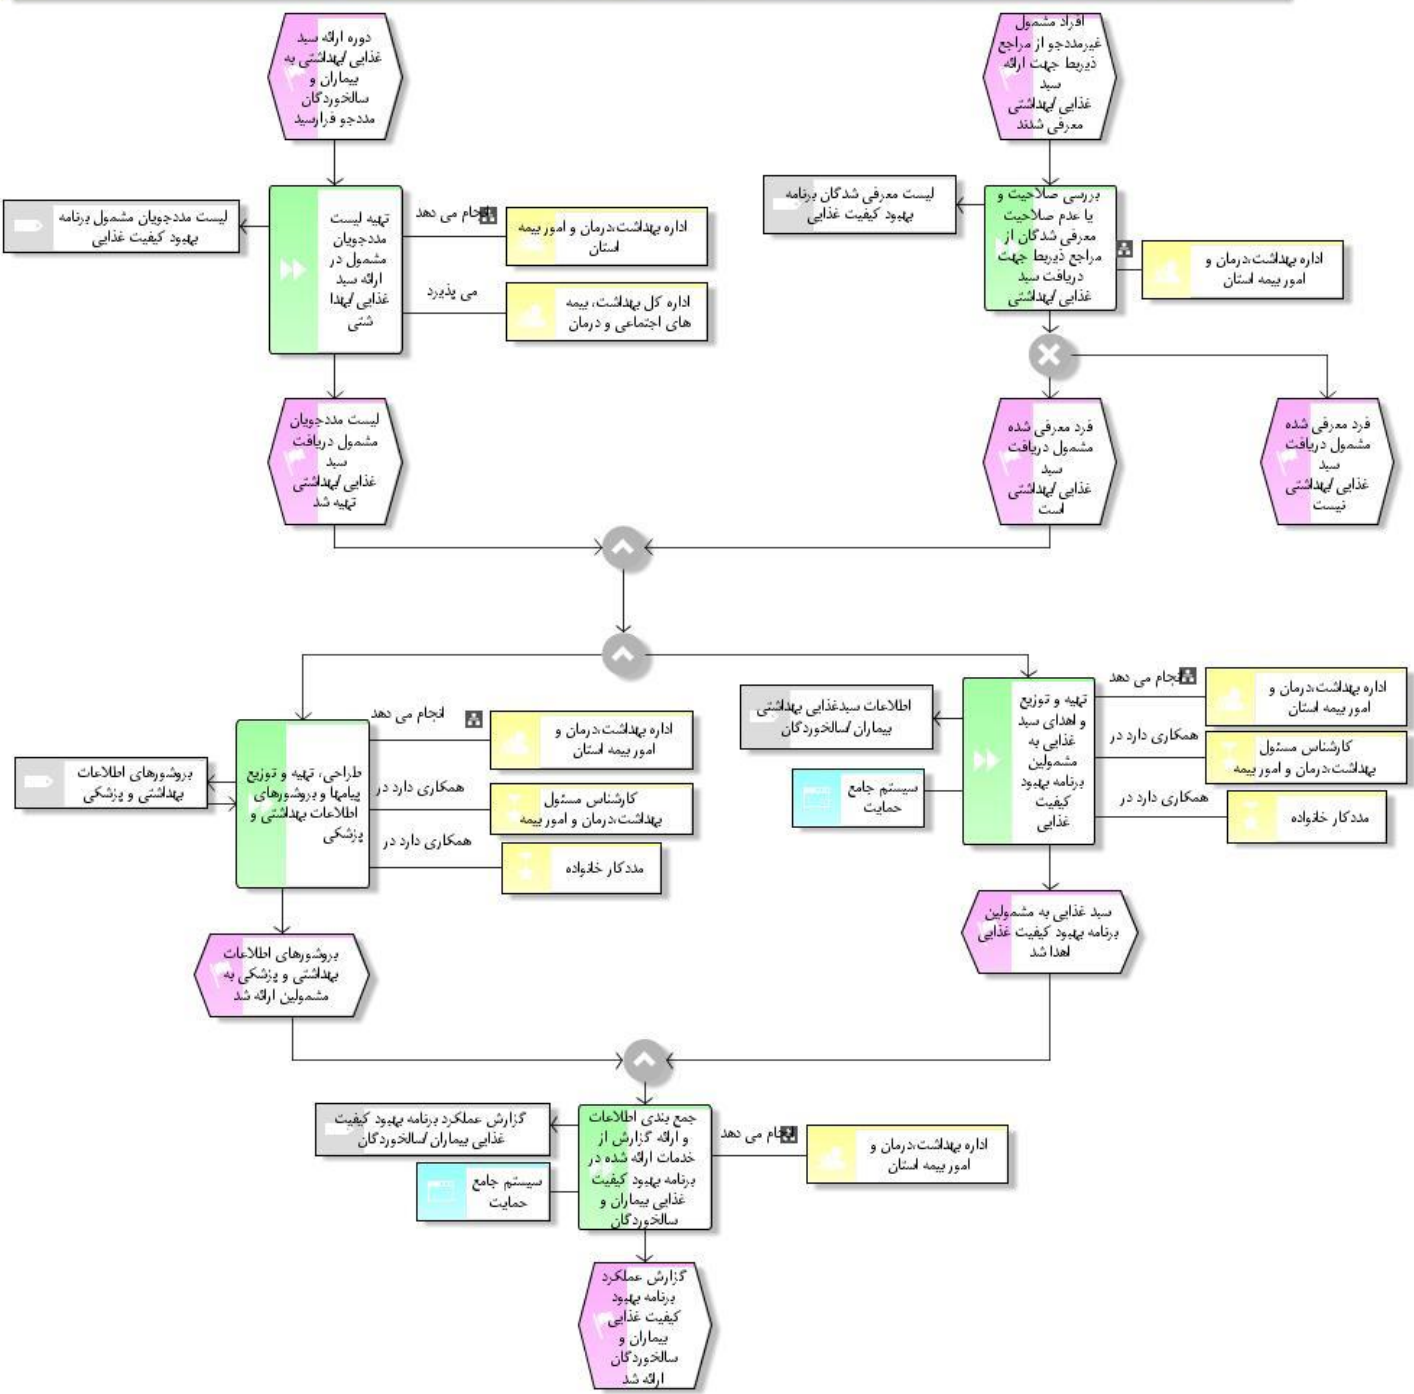 افراد مشمول
غیرمددجو از مراجع
ذیربط جهت ارائه
سبد
غذایی/بهداشتی
معرفی شدند
دوره ارائه سبد
غذایی/بهداشتی به
بیماران و
سالخوردگان
مددجو فرارسید
بررسی صلاحیت و
یا عدم صلاحیت
معرفی شدگان از
مراجع ذیربط جهت
دریافت سبد
غذایی/بهداشتی
لیست معرفی شدگان برنامه
بهبود کیفیت غذایی
اداره بهداشت،درمان و
امور بیمه استان
تهیه لیست
مددجویان
مشمول در
ارائه سبد
غذایی/بهدا
شتی
لیست مددجویان مشمول برنامه
بهبود کیفیت غذایی
انجام می دهد
اداره بهداشت،درمان و امور بیمه
استان
می پذیرد
اداره کل بهداشت، بیمه
های اجتماعی و درمان
فرد معرفی شده
مشمول دریافت
سبد
غذایی/بهداشتی
نیست
فرد معرفی شده
مشمول دریافت
سبد
غذایی/بهداشتی
است
لیست مددجویان
مشمول دریافت
سبد
غذایی/بهداشتی
تهیه شد
تهیه و توزیع
و اهدای سبد
غذایی به
مشمولین
برنامه بهبود
کیفیت
غذایی
انجام می دهد
اداره بهداشت،درمان و
امور بیمه استان
همکاری دارد در
کارشناس مسئول
بهداشت،درمان و امور بیمه
همکاری دارد در
مددکار خانواده
اطلاعات سبدغذایی بهداشتی
بیماران/سالخوردگان
سیستم جامع
حمایت
طراحی، تهیه و توزیع
پیامها و بروشورهای
اطلاعات بهداشتی و
پزشکی
انجام می دهد
اداره بهداشت،درمان و
امور بیمه استان
همکاری دارد در
کارشناس مسئول
بهداشت،درمان و امور بیمه
همکاری دارد در
مددکار خانواده
بروشورهای اطلاعات
بهداشتی و پزشکی
سبد غذایی به مشمولین
برنامه بهبود کیفیت غذایی
اهدا شد
بروشورهای اطلاعات
بهداشتی و پزشکی به
مشمولین ارائه شد
جمع بندی اطلاعات
و ارائه گزارش از
خدمات ارائه شده در
برنامه بهبود کیفیت
غذایی بیماران و
سالخوردگان
انجام می دهد
اداره بهداشت،درمان و
امور بیمه استان
گزارش عملکرد برنامه بهبود کیفیت
غذایی بیماران/سالخوردگان
سیستم جامع
حمایت
گزارش عملکرد
برنامه بهبود
کیفیت غذایی
بیماران و
سالخوردگان
ارائه شد